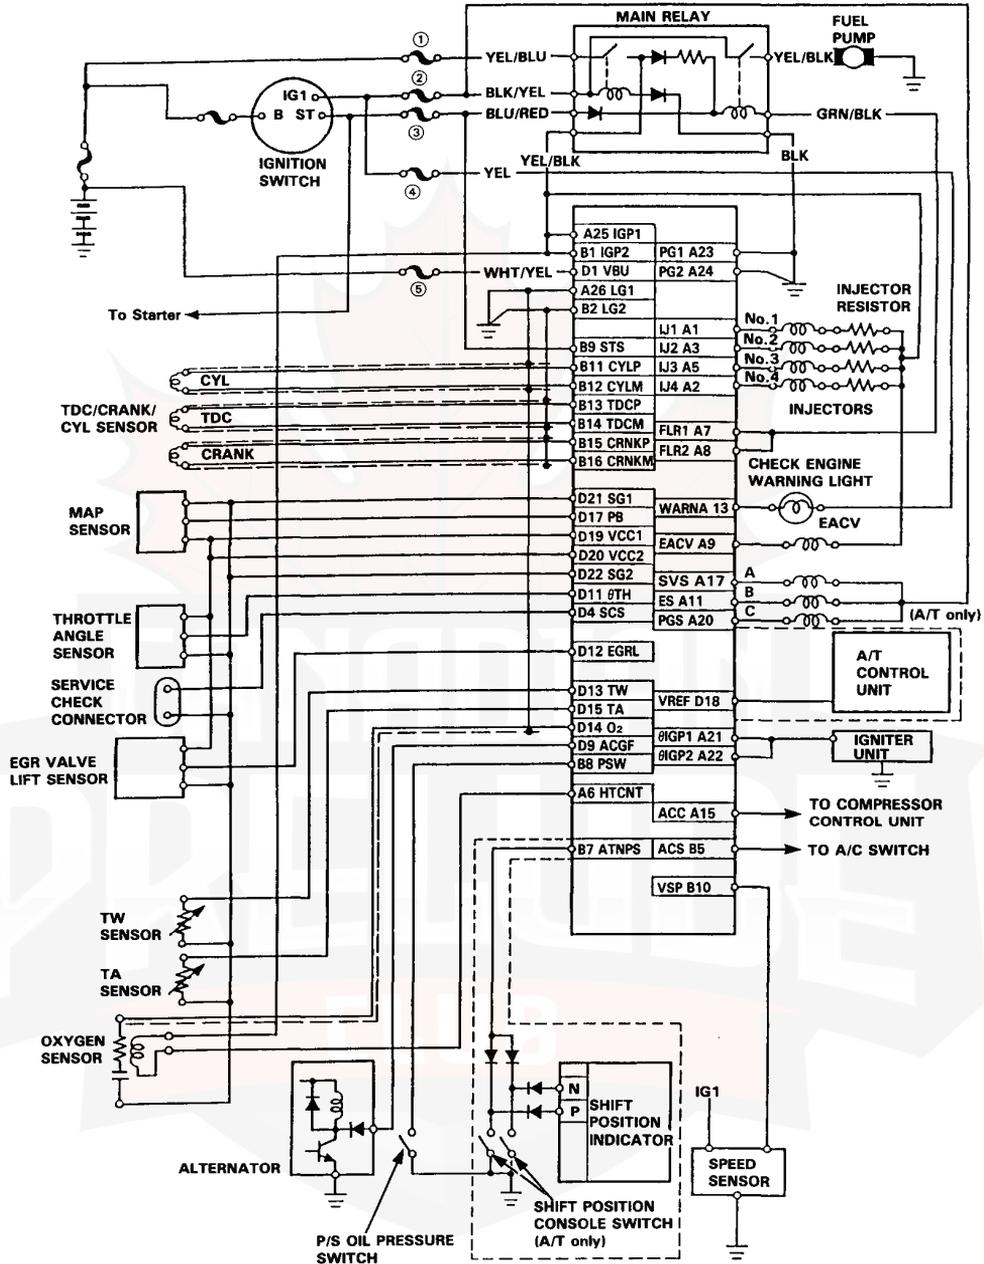 MAIN RELAY
FUEL
PUMP
①
YEL/BLU
YEL/BLK
②
IG1
BLK/YEL
B ST
BLU/RED
GRN/BLK
③
IGNITION
SWITCH
YEL/BLK
BLK
④
YEL
A25 IGP1
B1 IGP2
PG1 A23
D1 VBU
PG2 A24
WHT/YEL
⑤
A26 LG1
B2 LG2
INJECTOR
RESISTOR
To Starter
IJ1 A1
No.1
B9 STS
IJ2 A3
No.2
B11 CYLP
IJ3 A5
No.3
B12 CYLM
IJ4 A2
No.4
CYL
INJECTORS
TDC/CRANK/
CYL SENSOR
TDC
B13 TDCP
B14 TDCM
FLR1 A7
CRANK
B15 CRNKP
FLR2 A8
B16 CRNKM
CHECK ENGINE
WARNING LIGHT
MAP
SENSOR
D21 SG1
WARNA 13
D17 PB
EACV
D19 VCC1
EACV A9
D20 VCC2
D22 SG2
SVS A17
A
D11 θTH
ES A11
B
D4 SCS
PGS A20
C
(A/T only)
THROTTLE
ANGLE
SENSOR
SERVICE
CHECK
CONNECTOR
D12 EGRL
A/T
CONTROL
UNIT
D13 TW
VREF D18
D15 TA
D14 O₂
θIGP1 A21
D9 ACGF
θIGP2 A22
B8 PSW
IGNITER
UNIT
EGR VALVE
LIFT SENSOR
A6 HTCNT
ACC A15
TO COMPRESSOR
CONTROL UNIT
B7 ATNPS
ACS B5
TO A/C SWITCH
VSP B10
TW
SENSOR
TA
SENSOR
OXYGEN
SENSOR
N
P
SHIFT
POSITION
INDICATOR
IG1
ALTERNATOR
SPEED
SENSOR
SHIFT POSITION
CONSOLE SWITCH
(A/T only)
P/S OIL PRESSURE
SWITCH
PRELUDE
CLUB